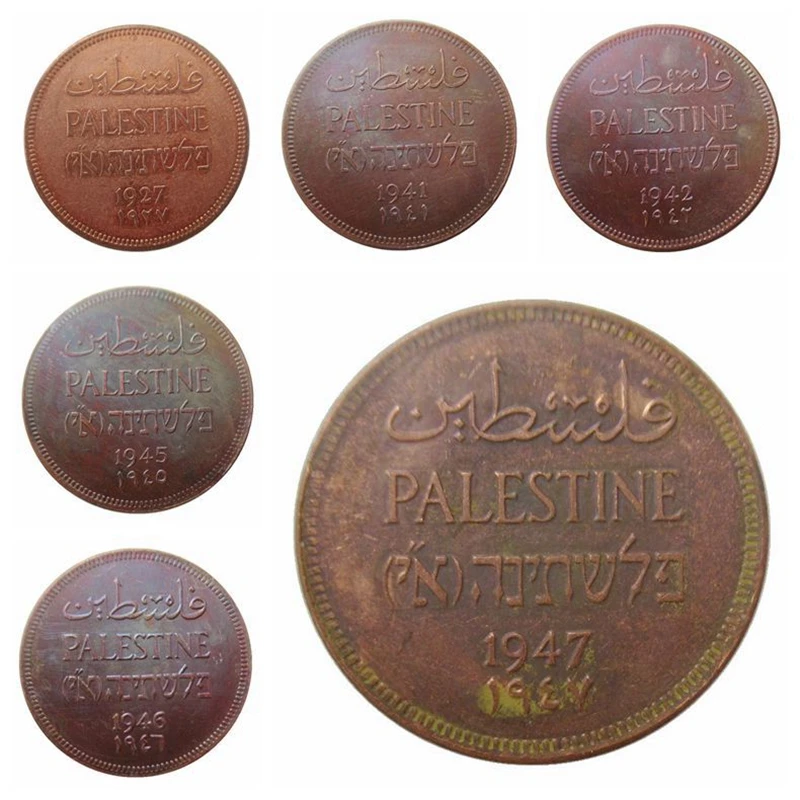 فلسطين
PALESTINE
פלשתינה (א״י)
1927
١٩٢٧
فلسطين
PALESTINE
פלשתינה (א״י)
1941
١٩٤١
فلسطين
PALESTINE
פלשתינה (א״י)
1942
١٩٤٢
فلسطين
PALESTINE
פלשתינה (א״י)
1945
١٩٤٥
فلسطين
PALESTINE
פלשתינה (א״י)
1947
١٩٤٧
فلسطين
PALESTINE
פלשתינה (א״י)
1946
١٩٤٦